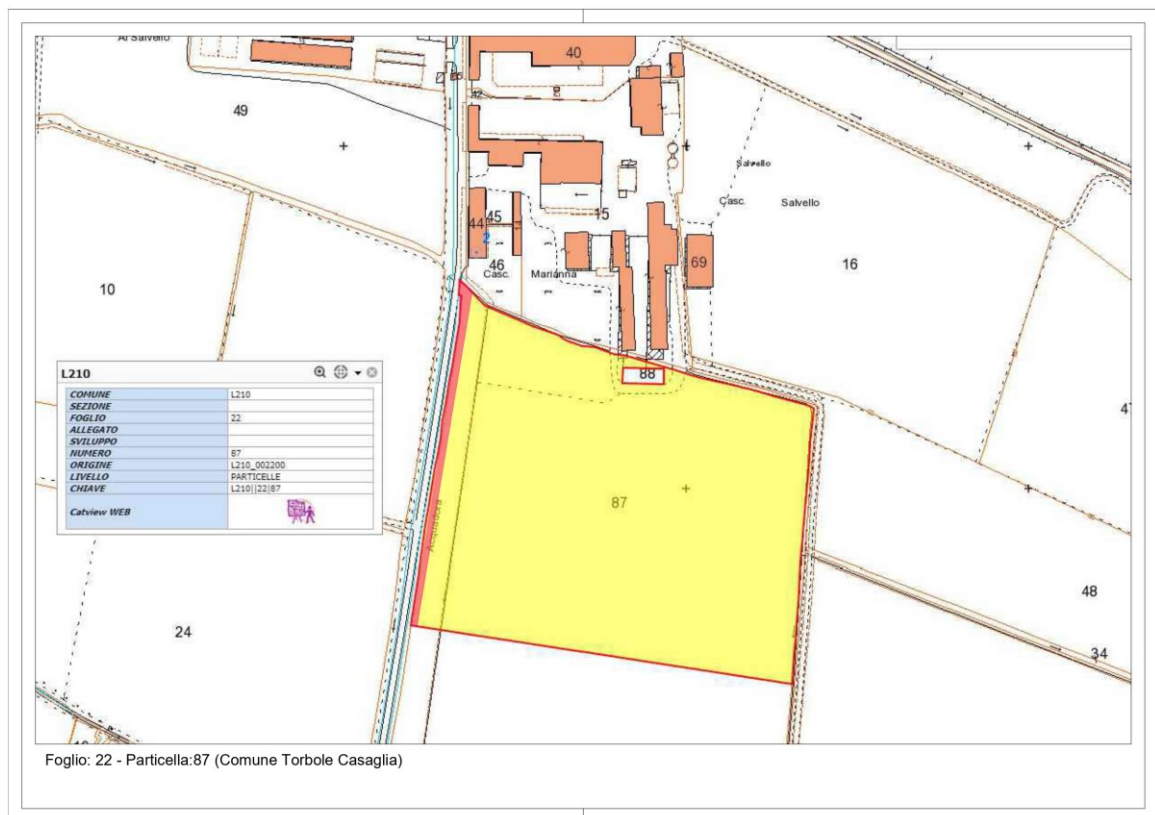 Al Salvello
40
49
Salvello
Casc. Salvello
44
45
2
15
46
Casc. Marianna
69
16
10
L210
COMUNE L210
SEZIONE
FOGLIO 22
ALLEGATO
SVILUPPO
NUMERO 87
ORIGINE L210_002200
LIVELLO PARTICELLE
CHIAVE L210||22|87
Catview WEB
88
87
Acquadora
24
48
34
Foglio: 22 - Particella:87 (Comune Torbole Casaglia)